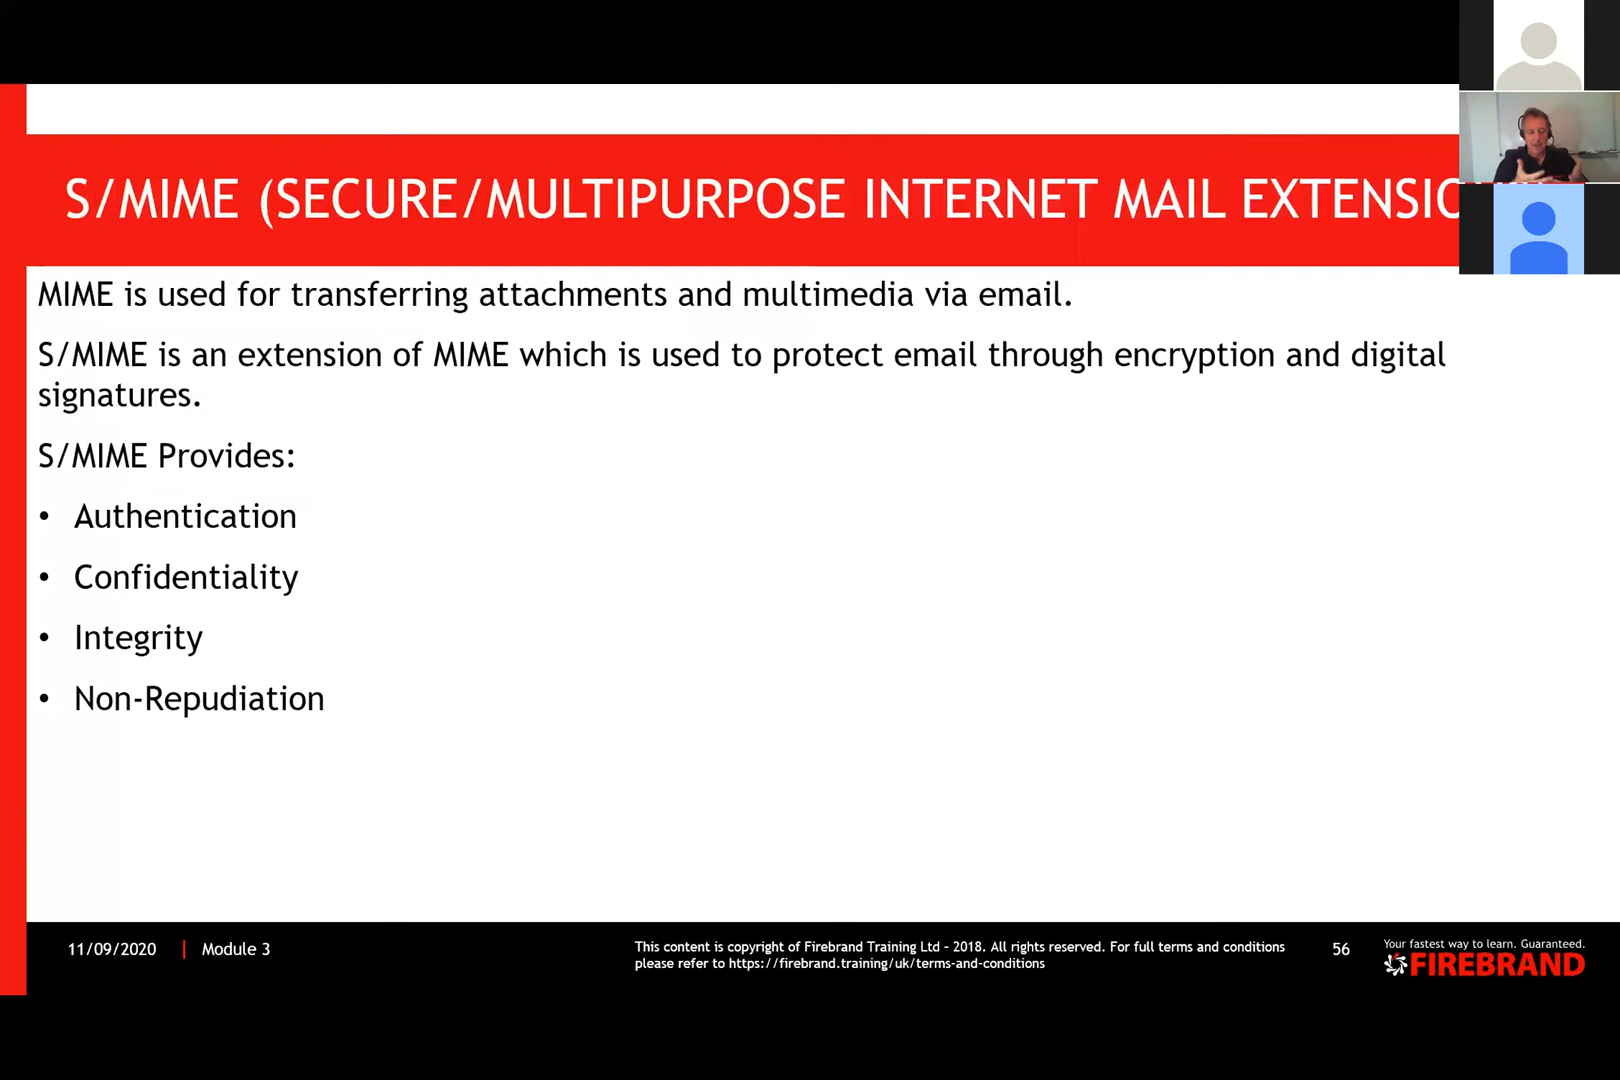 S/MIME (SECURE/MULTIPURPOSE INTERNET MAIL EXTENSIO
MIME is used for transferring attachments and multimedia via email.
S/MIME is an extension of MIME which is used to protect email through encryption and digital
signatures.
S/MIME Provides:
• Authentication
• Confidentiality
• Integrity
• Non-Repudiation
11/09/2020 | Module 3
This content is copyright of Firebrand Training Ltd – 2018. All rights reserved. For full terms and conditions
please refer to https://firebrand.training/uk/terms-and-conditions
56
Your fastest way to learn. Guaranteed.
FIREBRAND